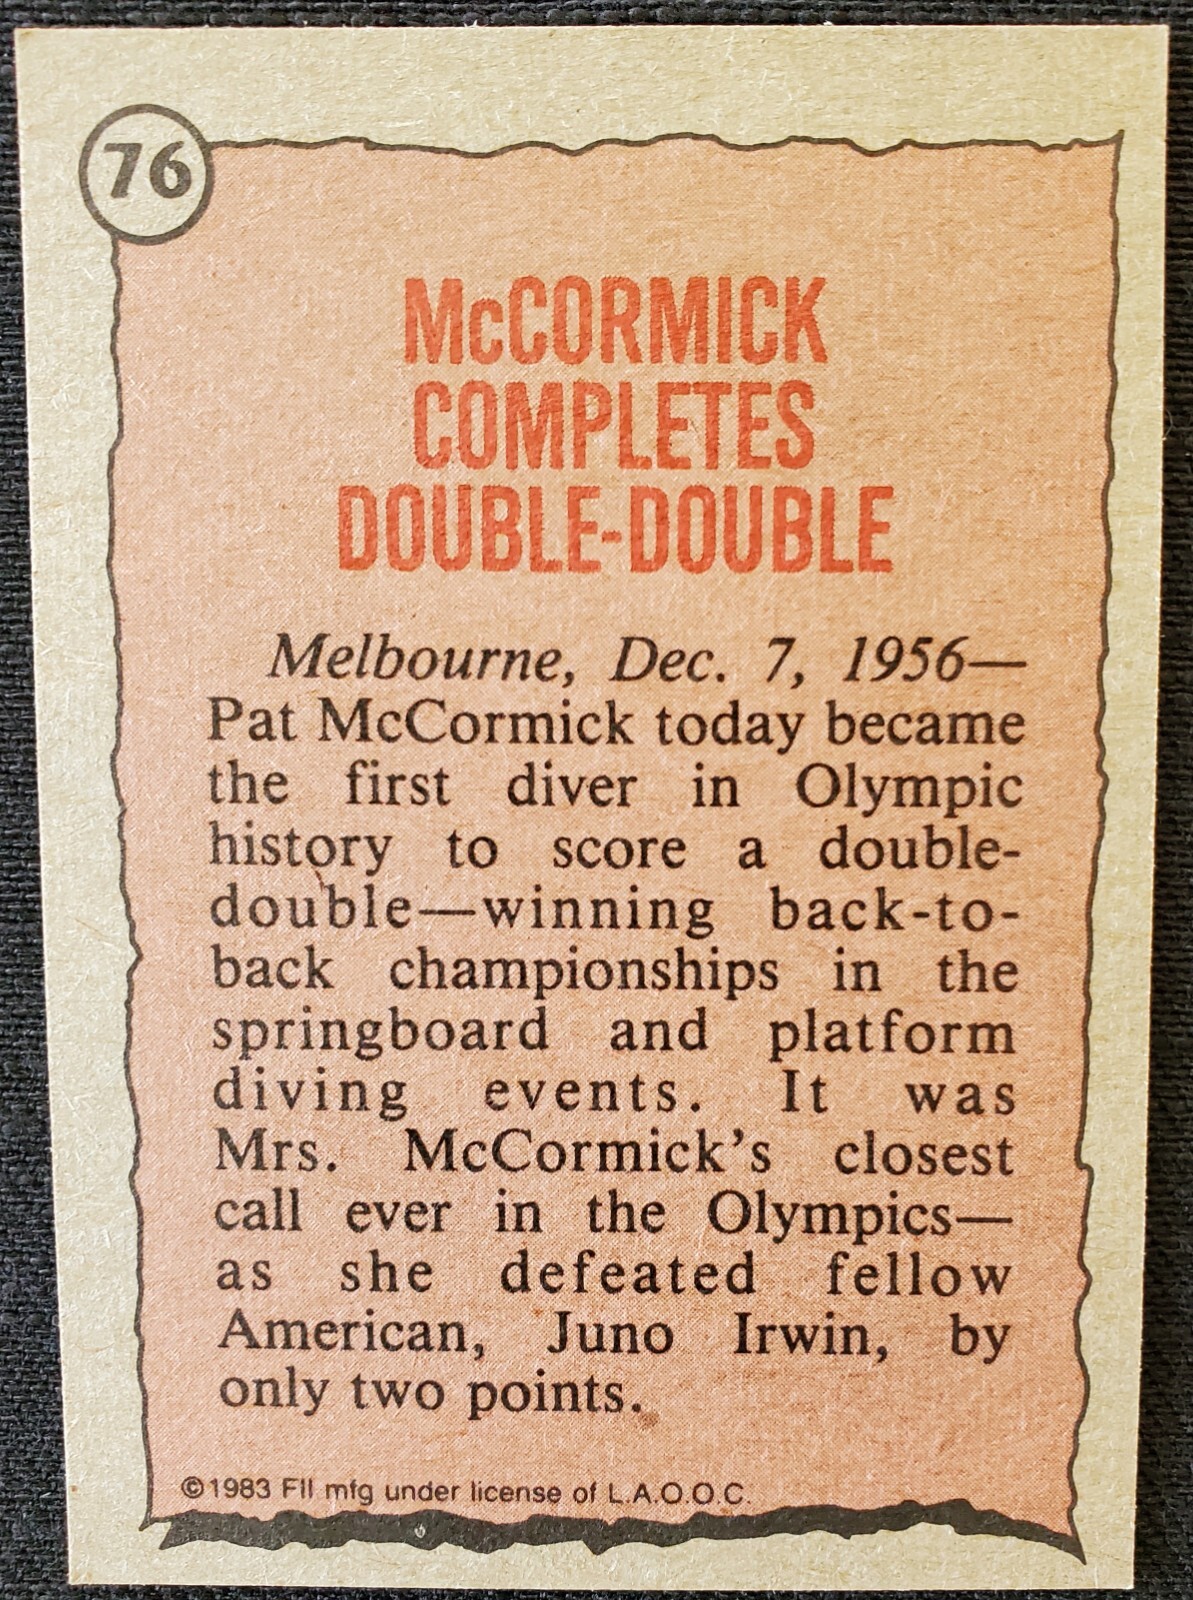 76
McCORMICK
COMPLETES
DOUBLE-DOUBLE
Melbourne, Dec. 7, 1956—
Pat McCormick today became
the first diver in Olympic
history to score a double-
double—winning back-to-
back championships in the
springboard and platform
diving events. It was
Mrs. McCormick's closest
call ever in the Olympics—
as she defeated fellow
American, Juno Irwin, by
only two points.
©1983 FII mfg under license of L.A.O.O.C.